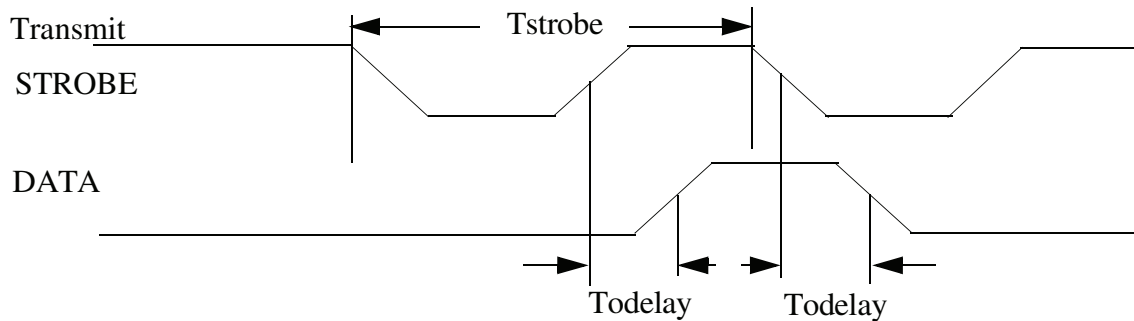 Transmit
Tstrobe
STROBE
DATA
Todelay
Todelay